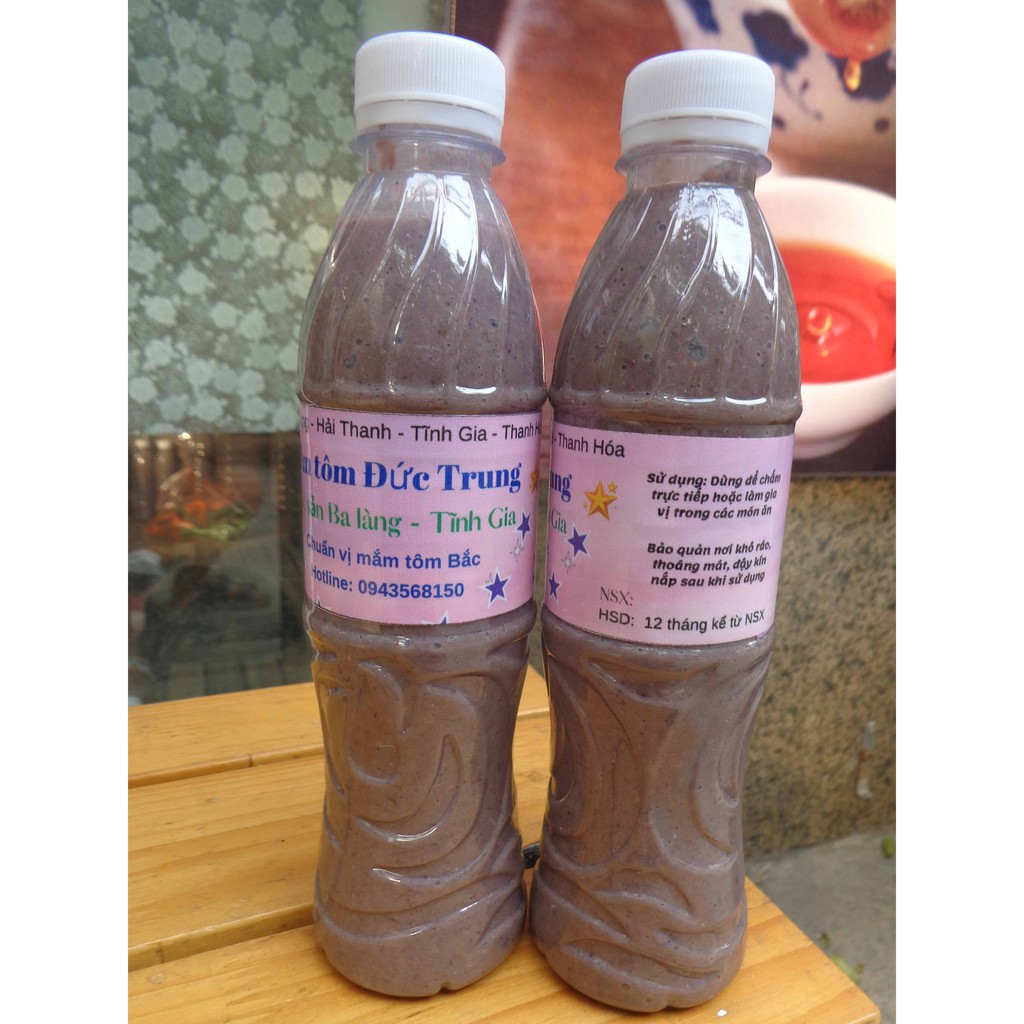 - Hải Thanh - Tĩnh Gia - Thanh
tôm Đức Trung
Ba làng - Tĩnh Gia
Chuẩn vị mắm tôm Bắc
Hotline: 0943568150
- Thanh Hóa
Gia
Sử dụng: Dùng để chấm
trực tiếp hoặc làm gia
vị trong các món ăn
Bảo quản nơi khô ráo,
thoáng mát, đậy kín
nắp sau khi sử dụng
NSX:
HSD: 12 tháng kể từ NSX